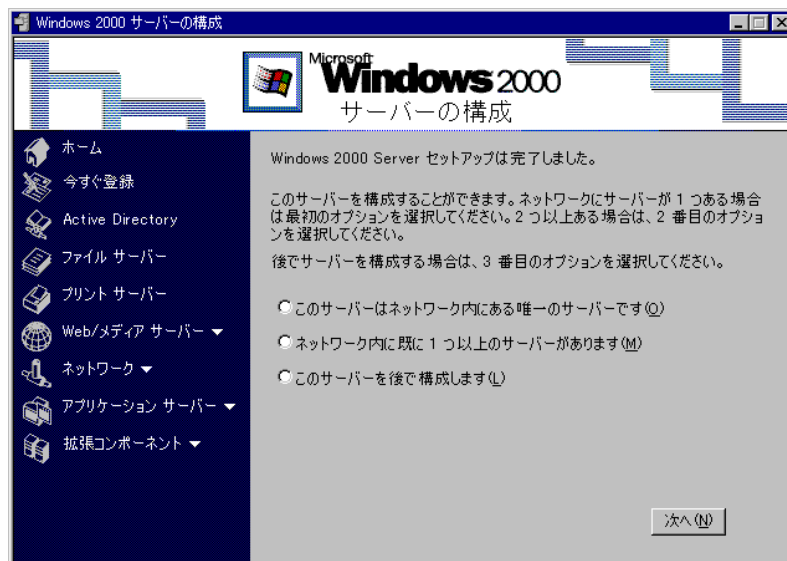 Windows 2000 サーバーの構成
Microsoft
Windows 2000
サーバーの構成
ホーム
今すぐ登録
Active Directory
ファイル サーバー
プリント サーバー
Web/メディア サーバー
ネットワーク
アプリケーション サーバー
拡張コンポーネント
Windows 2000 Server セットアップは完了しました。
このサーバーを構成することができます。ネットワークにサーバーが 1 つある場合
は最初のオプションを選択してください。2 つ以上ある場合は、2 番目のオプショ
ンを選択してください。
後でサーバーを構成する場合は、3 番目のオプションを選択してください。
このサーバーはネットワーク内にある唯一のサーバーです(O)
ネットワーク内に既に 1 つ以上のサーバーがあります(M)
このサーバーを後で構成します(L)
次へ(N)